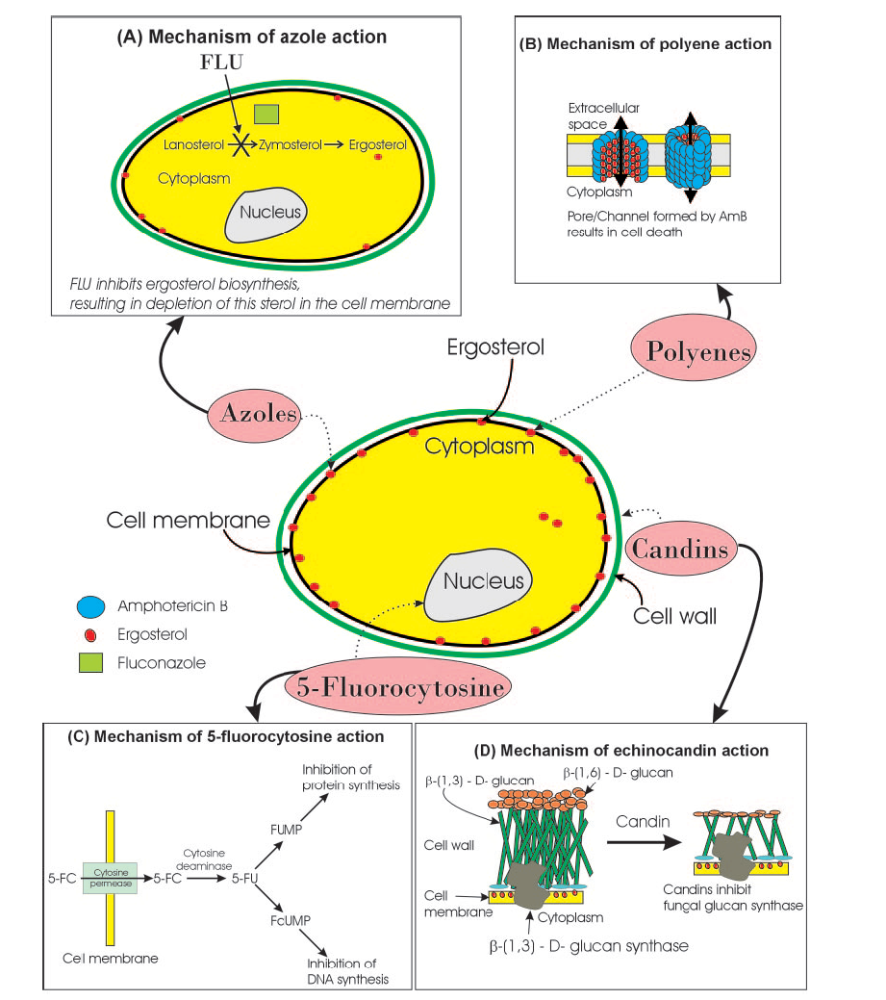 (A) Mechanism of azole action
FLU
Lanosterol
Zymosterol
Ergosterol
Cytoplasm
Nucleus
FLU inhibits ergosterol biosynthesis,
resulting in depletion of this sterol in the cell membrane
(B) Mechanism of polyene action
Extracellular
space
Cytoplasm
Pore/Channel formed by AmB
results in cell death
Ergosterol
Polyenes
Azoles
Cytoplasm
Cell membrane
Candins
Nucleus
Cell wall
Amphotericin B
Ergosterol
Fluconazole
5-Fluorocytosine
(C) Mechanism of 5-fluorocytosine action
Inhibition of
protein synthesis
FUMP
Cytosine
deaminase
5-FC
Cytosine
permease
5-FC
5-FU
FcUMP
Cell membrane
Inhibition of
DNA synthesis
(D) Mechanism of echinocandin action
β-(1,3) - D- glucan
β-(1,6) - D- glucan
Candin
Cell wall
Cell
membrane
Cytoplasm
β-(1,3) - D- glucan synthase
Candins inhibit
fungal glucan synthase